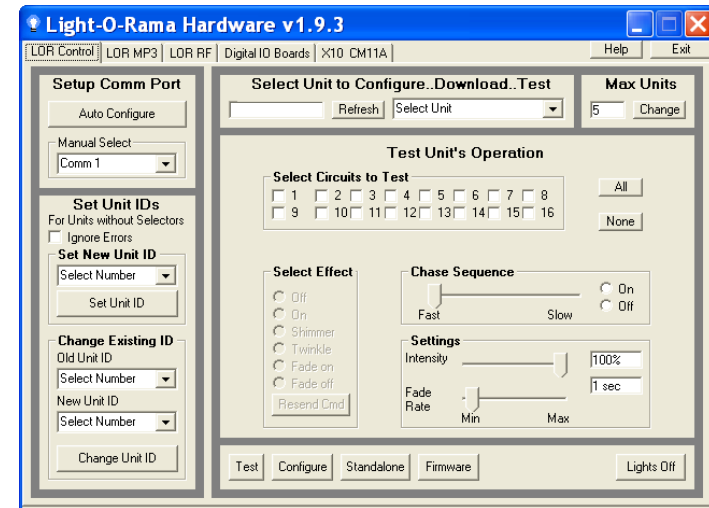 Light-O-Rama Hardware v1.9.3
LOR Control LOR MP3 LOR RF Digital IO Boards X10 CM11A Help Exit
Setup Comm Port
Auto Configure
Manual Select
Comm 1
Set Unit IDs
For Units without Selectors
Ignore Errors
Set New Unit ID
Select Number
Set Unit ID
Change Existing ID
Old Unit ID
Select Number
New Unit ID
Select Number
Change Unit ID
Select Unit to Configure..Download..Test
Refresh Select Unit
Max Units
5 Change
Test Unit's Operation
Select Circuits to Test
1 2 3 4 5 6 7 8
9 10 11 12 13 14 15 16
All
None
Select Effect
Off
On
Shimmer
Twinkle
Fade on
Fade off
Resend Cmd
Chase Sequence
Fast Slow
On
Off
Settings
Intensity 100%
Fade Rate 1 sec
Min Max
Test Configure Standalone Firmware Lights Off